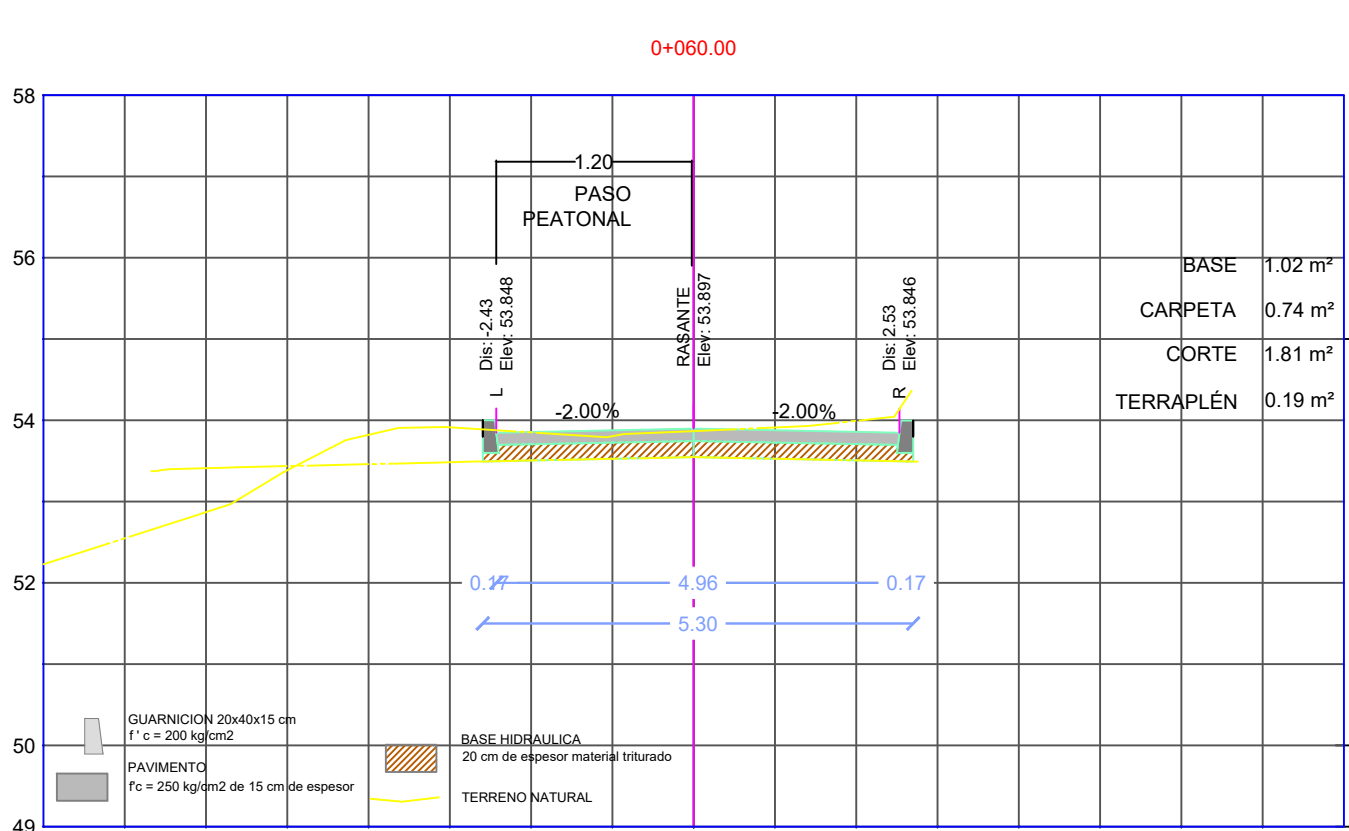 0+060.00
58
56
54
52
50
49
1.20
PASO
PEATONAL
Dis: -2.43
Elev: 53.848
L
RASANTE
Elev: 53.897
Dis: 2.53
Elev: 53.846
R
-2.00%
-2.00%
BASE 1.02 m²
CARPETA 0.74 m²
CORTE 1.81 m²
TERRAPLÉN 0.19 m²
0.17
4.96
0.17
5.30
GUARNICION 20x40x15 cm
f ' c = 200 kg/cm2
PAVIMENTO
f'c = 250 kg/cm2 de 15 cm de espesor
BASE HIDRAULICA
20 cm de espesor material triturado
TERRENO NATURAL